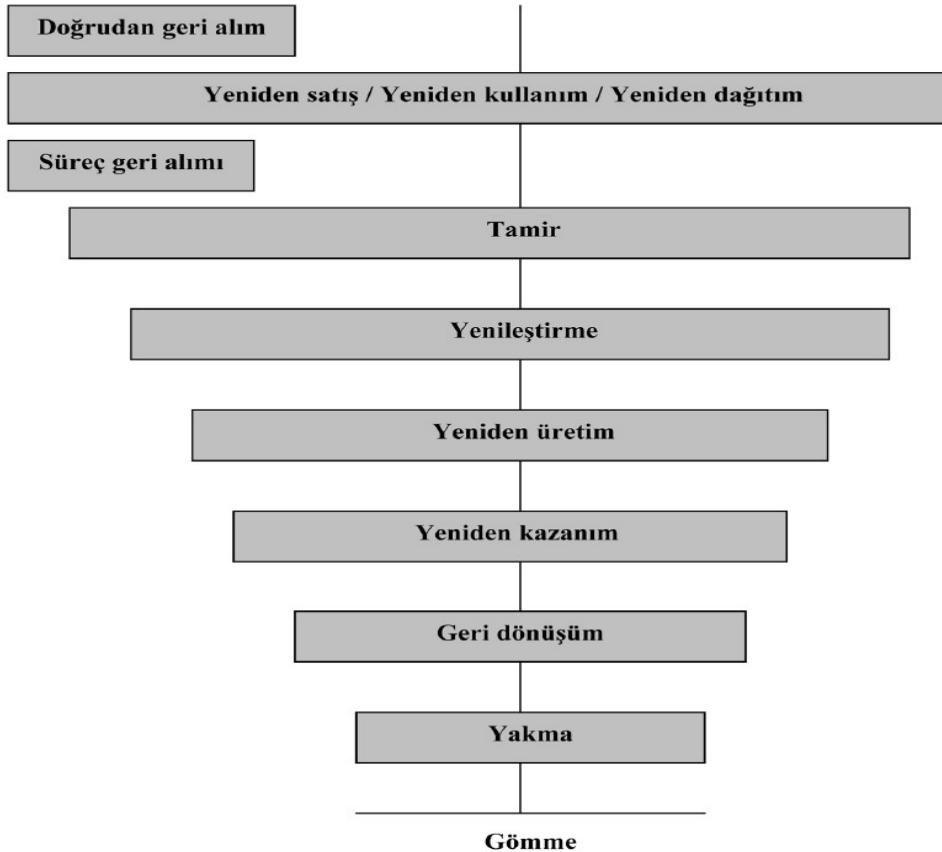 Doğrudan geri alım
Yeniden satış / Yeniden kullanım / Yeniden dağıtım
Süreç geri alımı
Tamir
Yenileştirme
Yeniden üretim
Yeniden kazanım
Geri dönüşüm
Yakma
Gömme